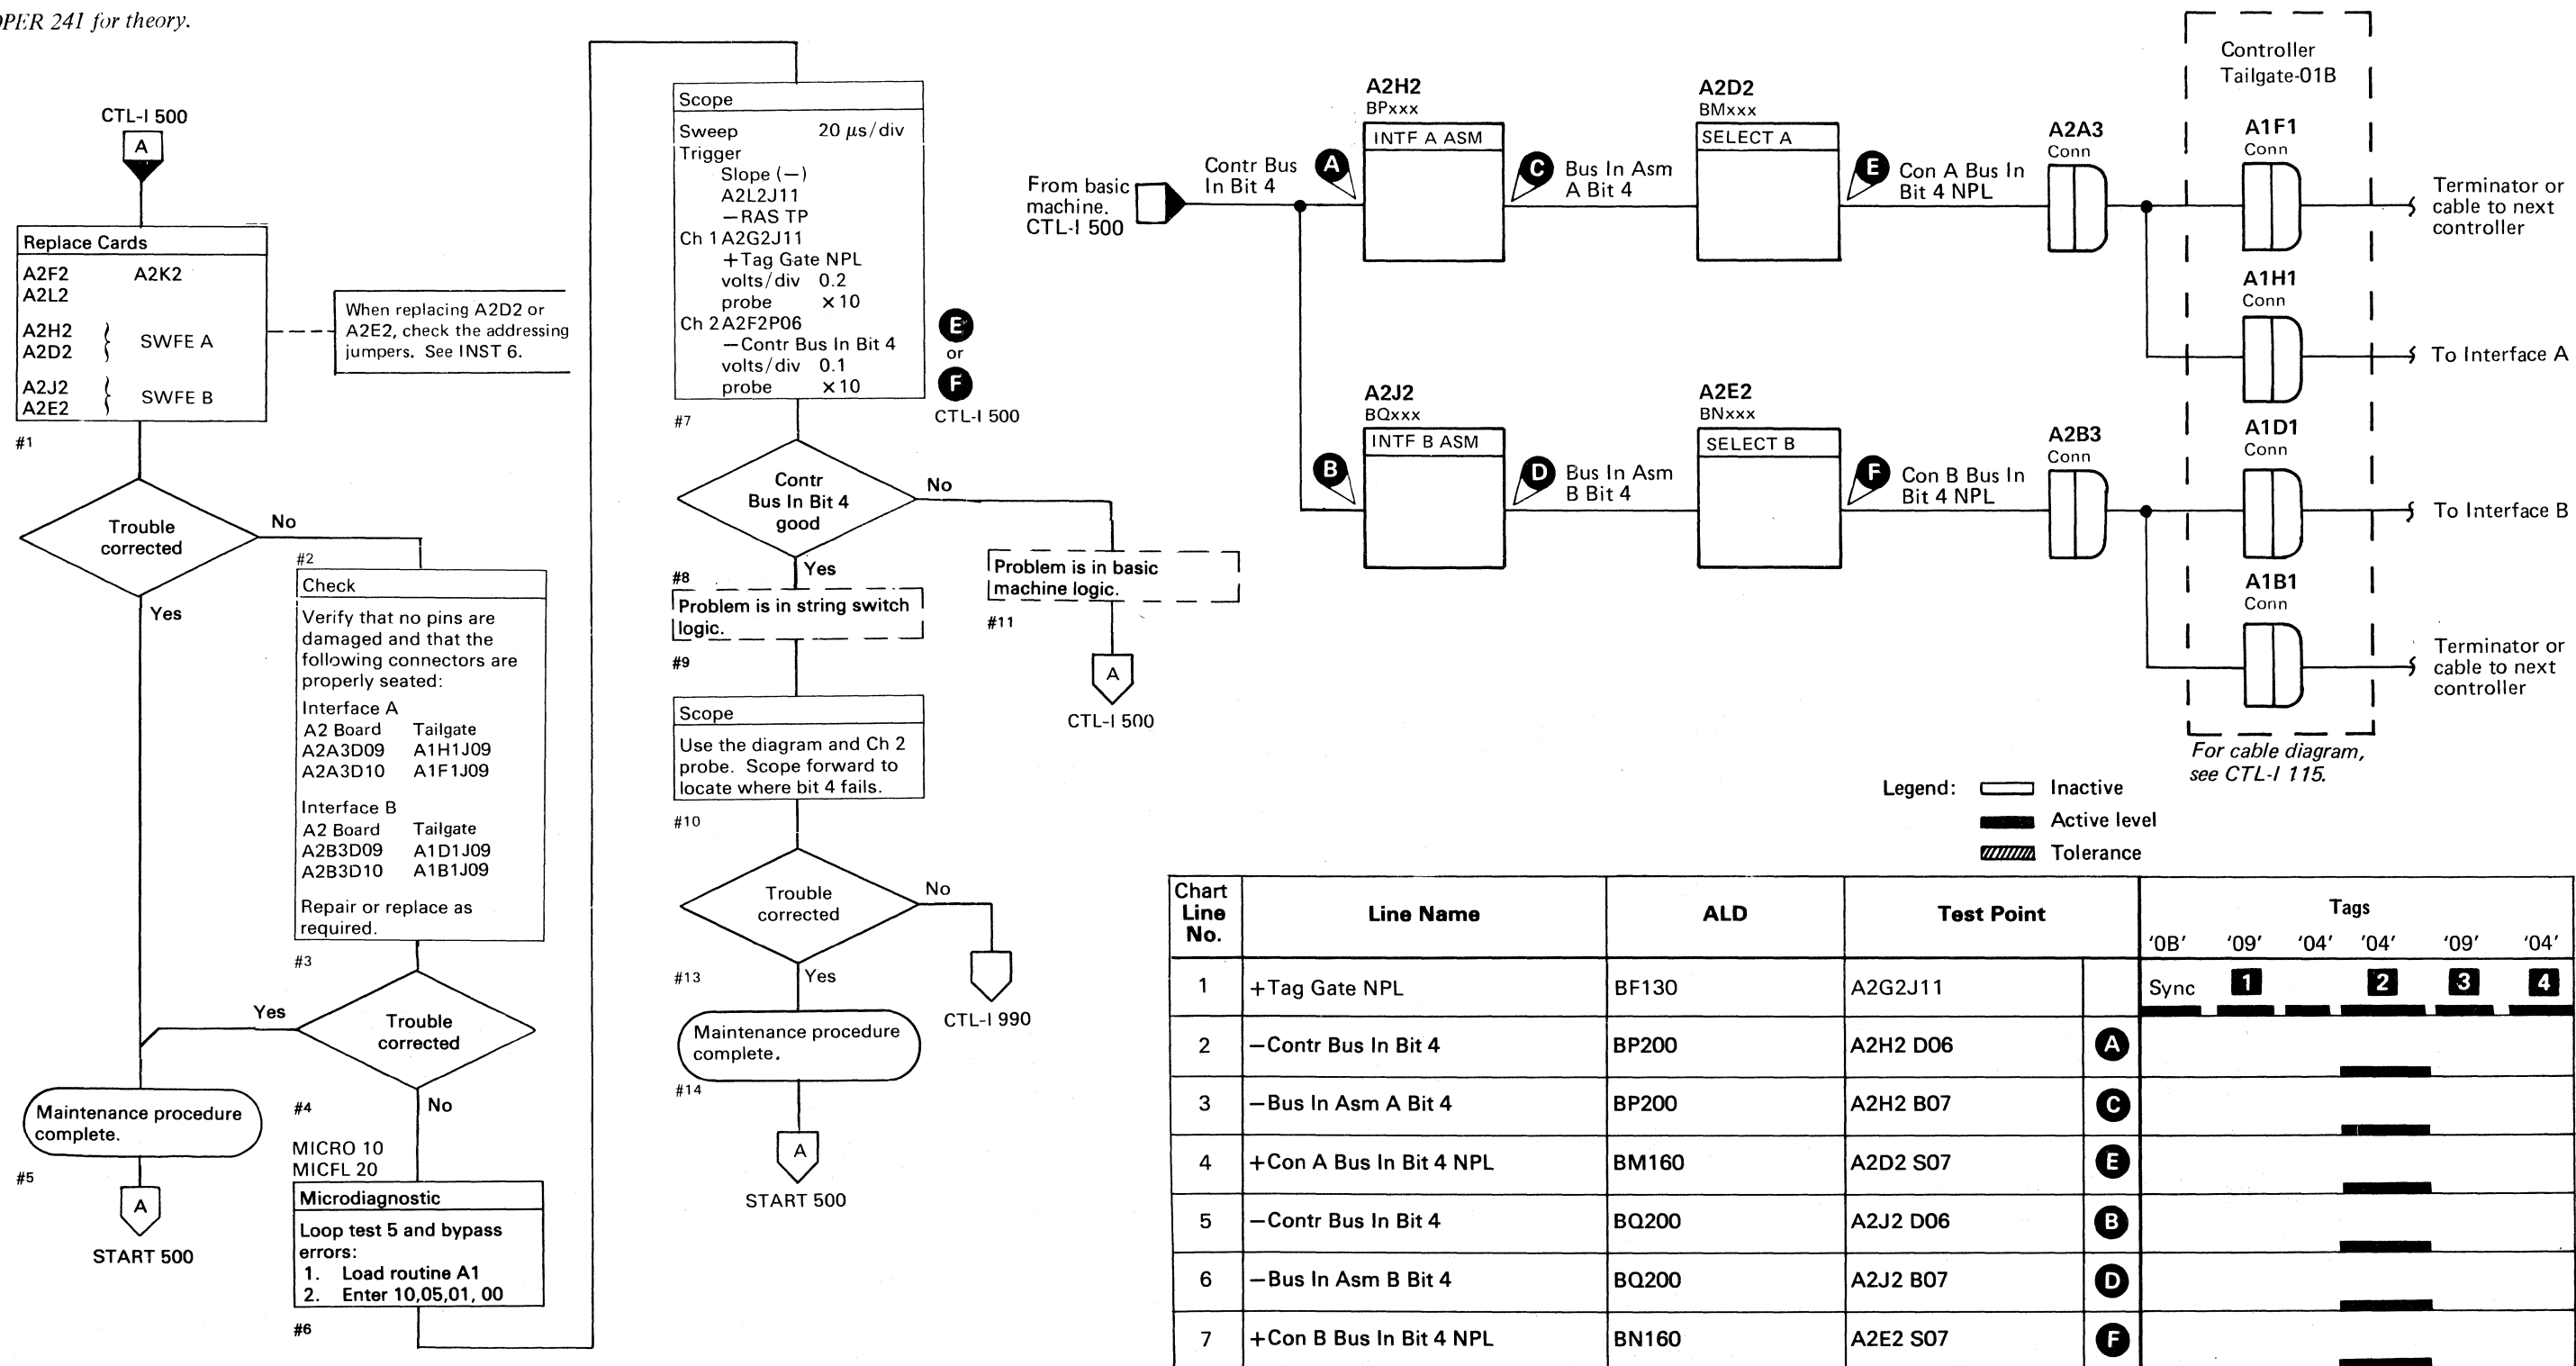 OPER 241 for theory.
CTL-I 500
A
Replace Cards
A2F2 A2K2
A2L2
A2H2
A2D2
SWFE A
A2J2
A2E2
SWFE B
#1
When replacing A2D2 or
A2E2, check the addressing
jumpers. See INST 6.
Trouble
corrected
No
Yes
#2
Check
Verify that no pins are
damaged and that the
following connectors are
properly seated:
Interface A
A2 Board Tailgate
A2A3D09 A1H1J09
A2A3D10 A1F1J09
Interface B
A2 Board Tailgate
A2B3D09 A1D1J09
A2B3D10 A1B1J09
Repair or replace as
required.
#3
Trouble
corrected
Yes
No
Maintenance procedure
complete.
#5
A
START 500
#4
MICRO 10
MICFL 20
Microdiagnostic
Loop test 5 and bypass
errors:
1. Load routine A1
2. Enter 10,05,01, 00
#6
Scope
Sweep 20 μs/div
Trigger
Slope (−)
A2L2J11
−RAS TP
Ch 1 A2G2J11
+Tag Gate NPL
volts/div 0.2
probe ×10
Ch 2 A2F2P06
−Contr Bus In Bit 4
volts/div 0.1
probe ×10
E
or
F
CTL-I 500
#7
Contr
Bus In Bit 4
good
No
Yes
#8
Problem is in string switch
logic.
#9
Problem is in basic
machine logic.
#11
A
CTL-I 500
Scope
Use the diagram and Ch 2
probe. Scope forward to
locate where bit 4 fails.
#10
Trouble
corrected
No
Yes
#13
CTL-I 990
Maintenance procedure
complete.
#14
A
START 500
From basic
machine.
CTL-I 500
Contr Bus
In Bit 4
A
A2H2
BPxxx
INTF A ASM
C
Bus In Asm
A Bit 4
A2D2
BMxxx
SELECT A
E
Con A Bus In
Bit 4 NPL
A2A3
Conn
Controller
Tailgate-01B
A1F1
Conn
Terminator or
cable to next
controller
A1H1
Conn
To Interface A
B
A2J2
BQxxx
INTF B ASM
D
Bus In Asm
B Bit 4
A2E2
BNxxx
SELECT B
F
Con B Bus In
Bit 4 NPL
A2B3
Conn
A1D1
Conn
To Interface B
A1B1
Conn
Terminator or
cable to next
controller
For cable diagram,
see CTL-I 115.
Legend: Inactive
Active level
Tolerance
Chart Line No. Line Name ALD Test Point Tags
'0B' '09' '04' '04' '09' '04'
1 +Tag Gate NPL BF130 A2G2J11 Sync 1 2 3 4
2 −Contr Bus In Bit 4 BP200 A2H2 D06 A
3 −Bus In Asm A Bit 4 BP200 A2H2 B07 C
4 +Con A Bus In Bit 4 NPL BM160 A2D2 S07 E
5 −Contr Bus In Bit 4 BQ200 A2J2 D06 B
6 −Bus In Asm B Bit 4 BQ200 A2J2 B07 D
7 +Con B Bus In Bit 4 NPL BN160 A2E2 S07 F